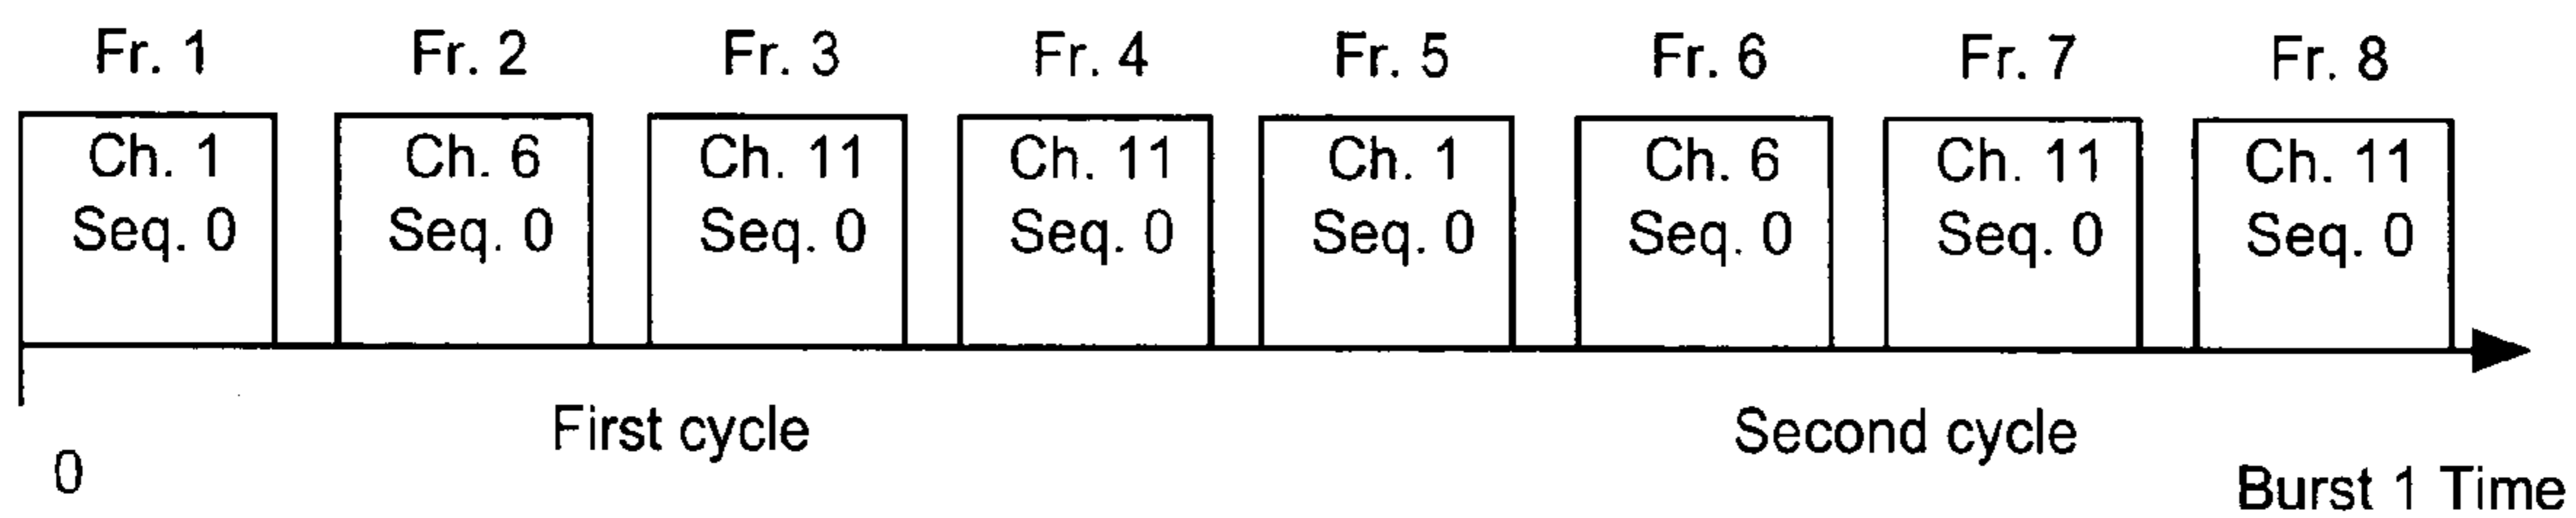 Fr. 1 Fr. 2 Fr. 3 Fr. 4 Fr. 5 Fr. 6 Fr. 7 Fr. 8
Ch. 1 Ch. 6 Ch. 11 Ch. 11 Ch. 1 Ch. 6 Ch. 11 Ch. 11
Seq. 0 Seq. 0 Seq. 0 Seq. 0 Seq. 0 Seq. 0 Seq. 0 Seq. 0
First cycle Second cycle
0 Burst 1 Time